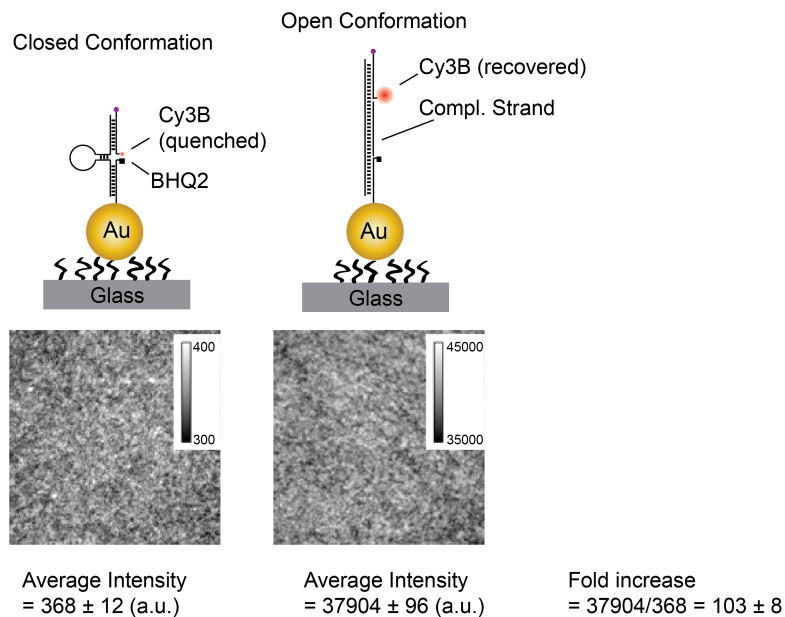 Closed Conformation
Cy3B
(quenched)
BHQ2
Au
Glass
400
300
Average Intensity
= 368 ± 12 (a.u.)
Open Conformation
Cy3B (recovered)
Compl. Strand
Au
Glass
45000
35000
Average Intensity
= 37904 ± 96 (a.u.)
Fold increase
= 37904/368 = 103 ± 8